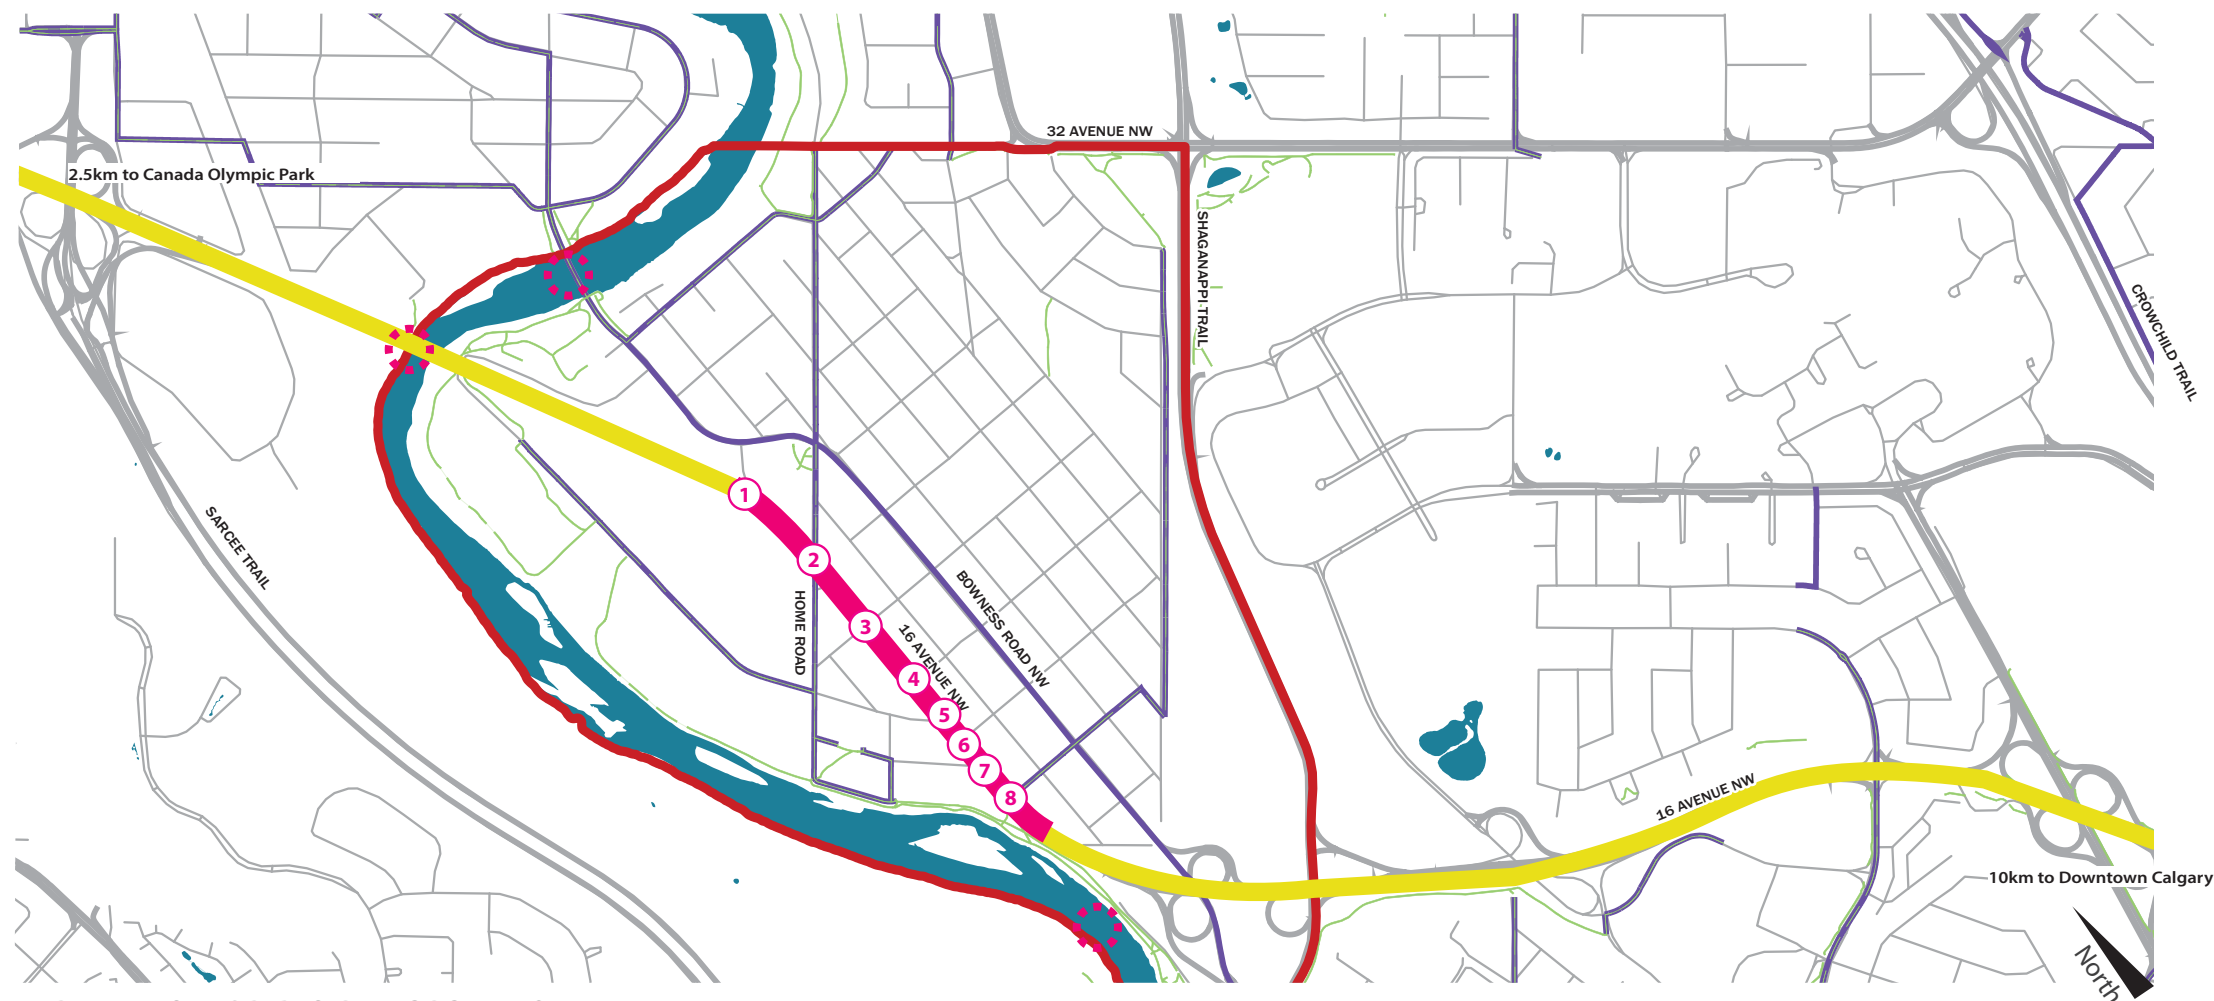 32 AVENUE NW
2.5km to Canada Olympic Park
SHAGANAPPI TRAIL
CROWCHILD TRAIL
SARCEE TRAIL
1
2
3
4
5
6
7
8
HOME ROAD
16 AVENUE NW
BOWNESS ROAD NW
16 AVENUE NW
10km to Downtown Calgary
North